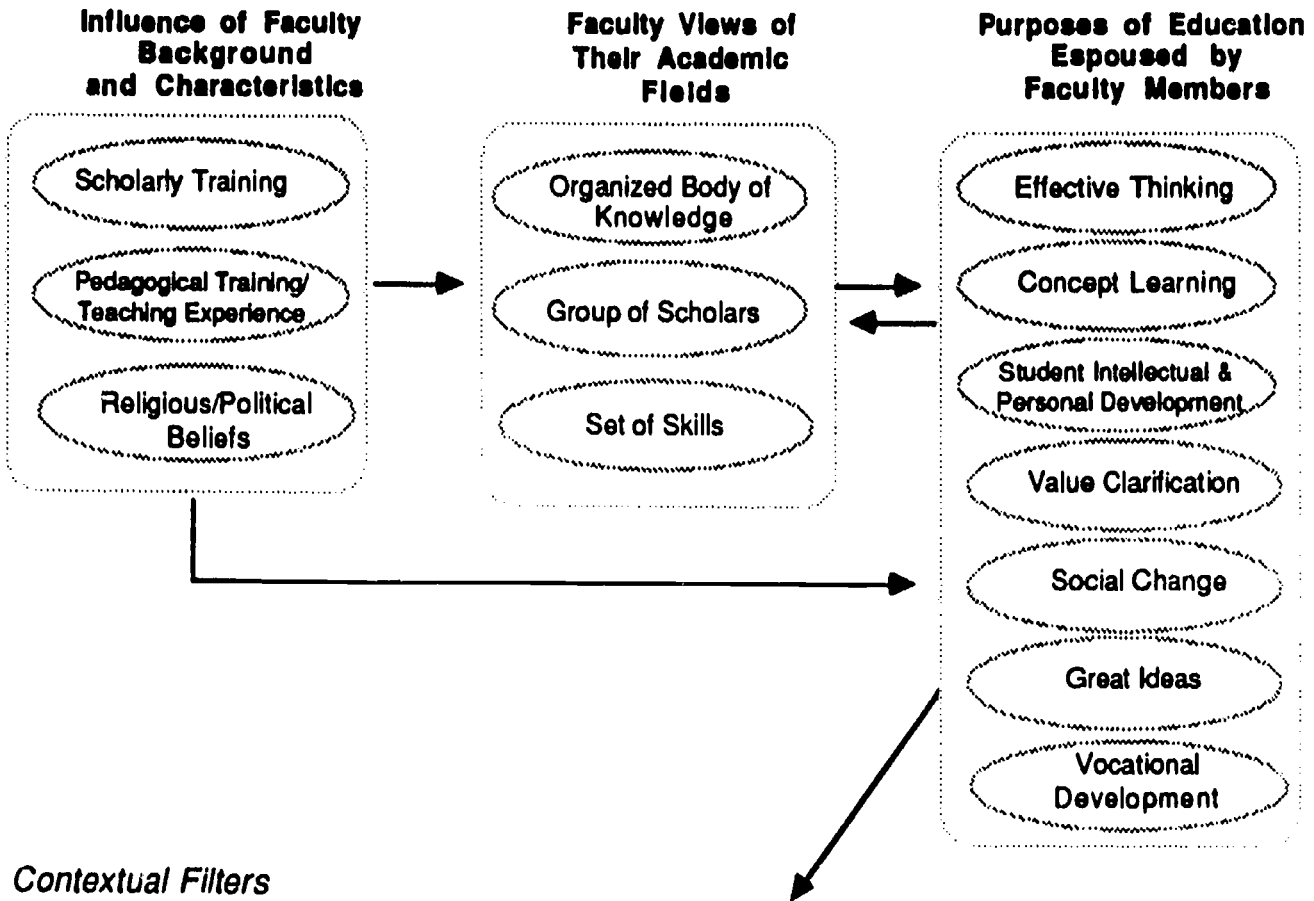 Influence of Faculty
Background
and Characteristics
Scholarly Training
Pedagogical Training/
Teaching Experience
Religious/Political
Beliefs
Faculty Views of
Their Academic
Fields
Organized Body of
Knowledge
Group of Scholars
Set of Skills
Purposes of Education
Espoused by
Faculty Members
Effective Thinking
Concept Learning
Student Intellectual &
Personal Development
Value Clarification
Social Change
Great Ideas
Vocational
Development
Contextual Filters